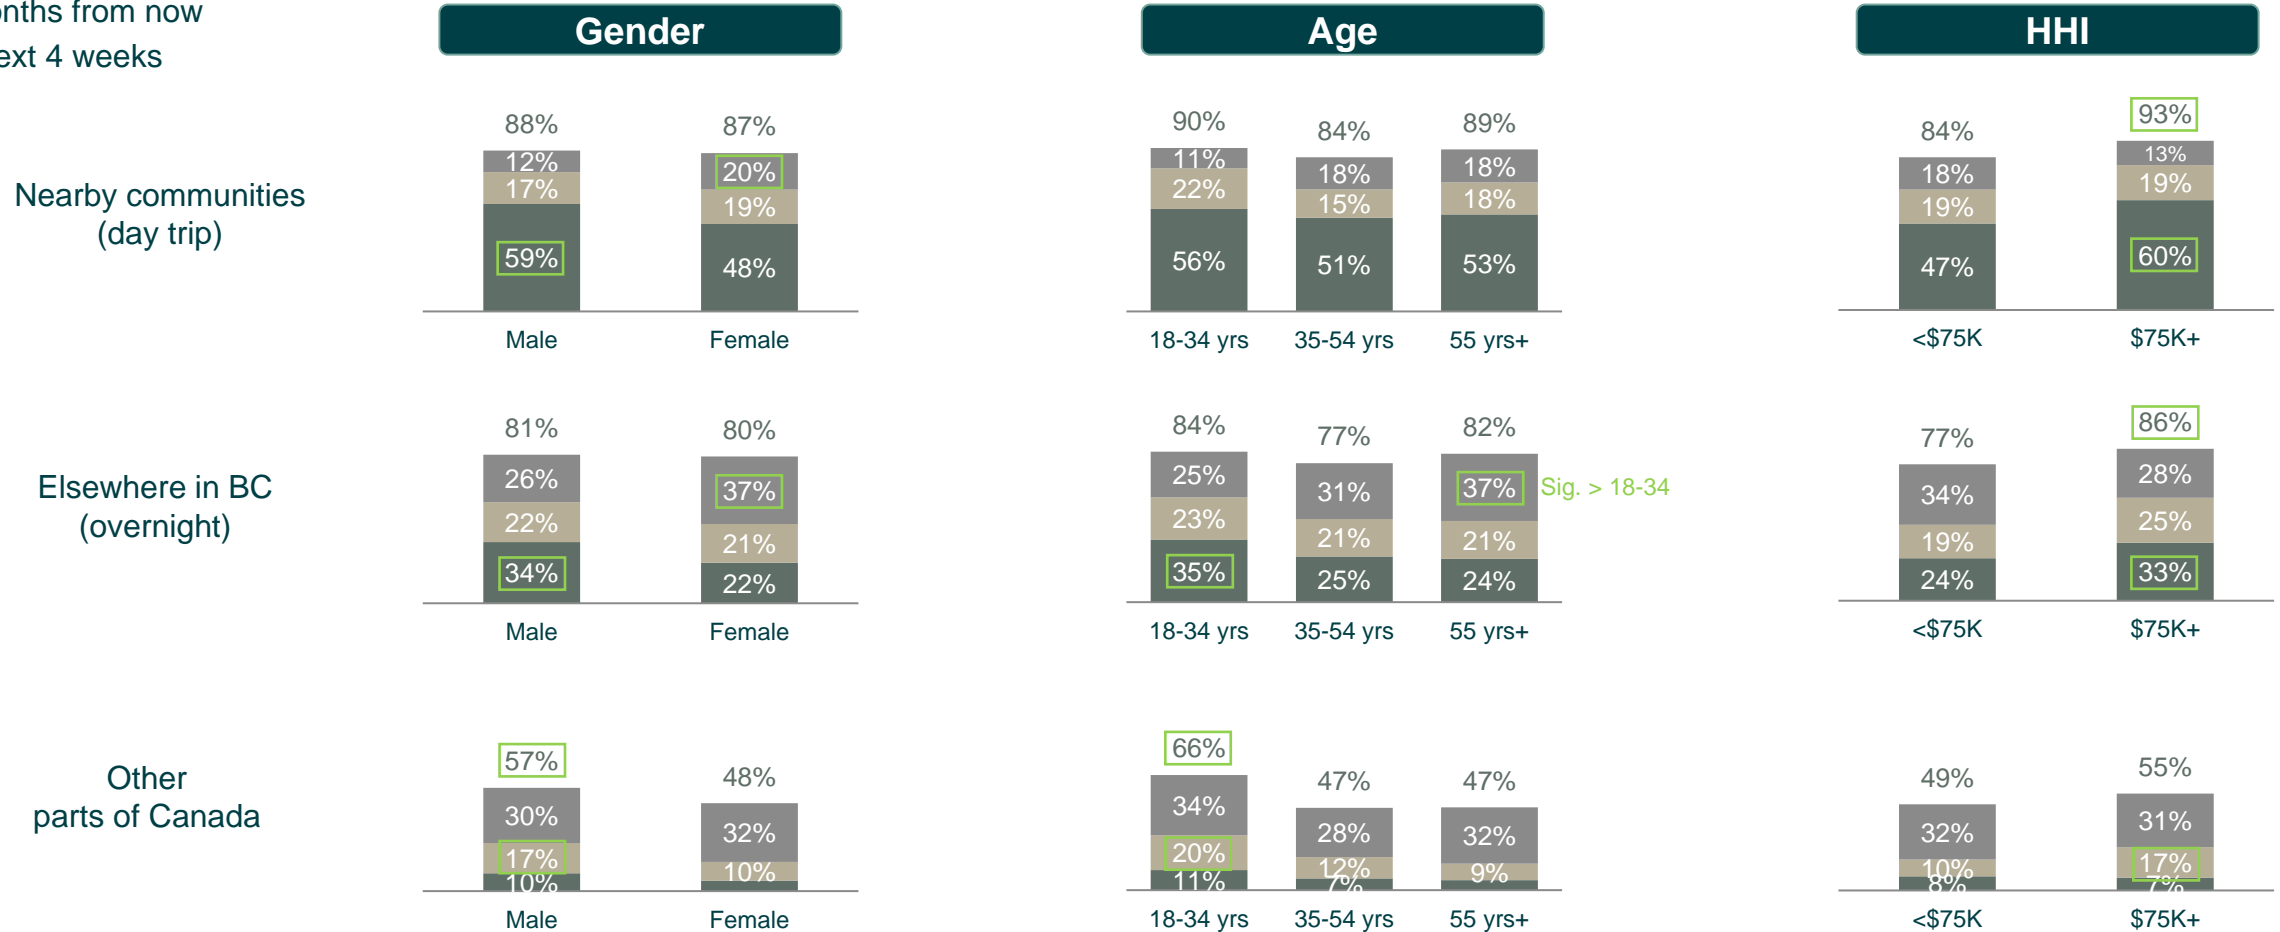 from now
4 weeks
Gender
Age
HHI
Nearby communities
(day trip)
88%
12%
17%
59%
Male
87%
20%
19%
48%
Female
90%
11%
22%
56%
18-34 yrs
84%
18%
15%
51%
35-54 yrs
89%
18%
18%
53%
55 yrs+
84%
18%
19%
47%
<$75K
93%
13%
19%
60%
$75K+
Elsewhere in BC
(overnight)
81%
26%
22%
34%
Male
80%
37%
21%
22%
Female
84%
25%
23%
35%
18-34 yrs
77%
31%
21%
25%
35-54 yrs
82%
37%
Sig. > 18-34
21%
24%
55 yrs+
77%
34%
19%
24%
<$75K
86%
28%
25%
33%
$75K+
Other
parts of Canada
57%
30%
17%
10%
Male
48%
32%
10%
Female
66%
34%
20%
11%
18-34 yrs
47%
28%
12%
7%
35-54 yrs
47%
32%
9%
55 yrs+
49%
32%
10%
8%
<$75K
55%
31%
17%
7%
$75K+